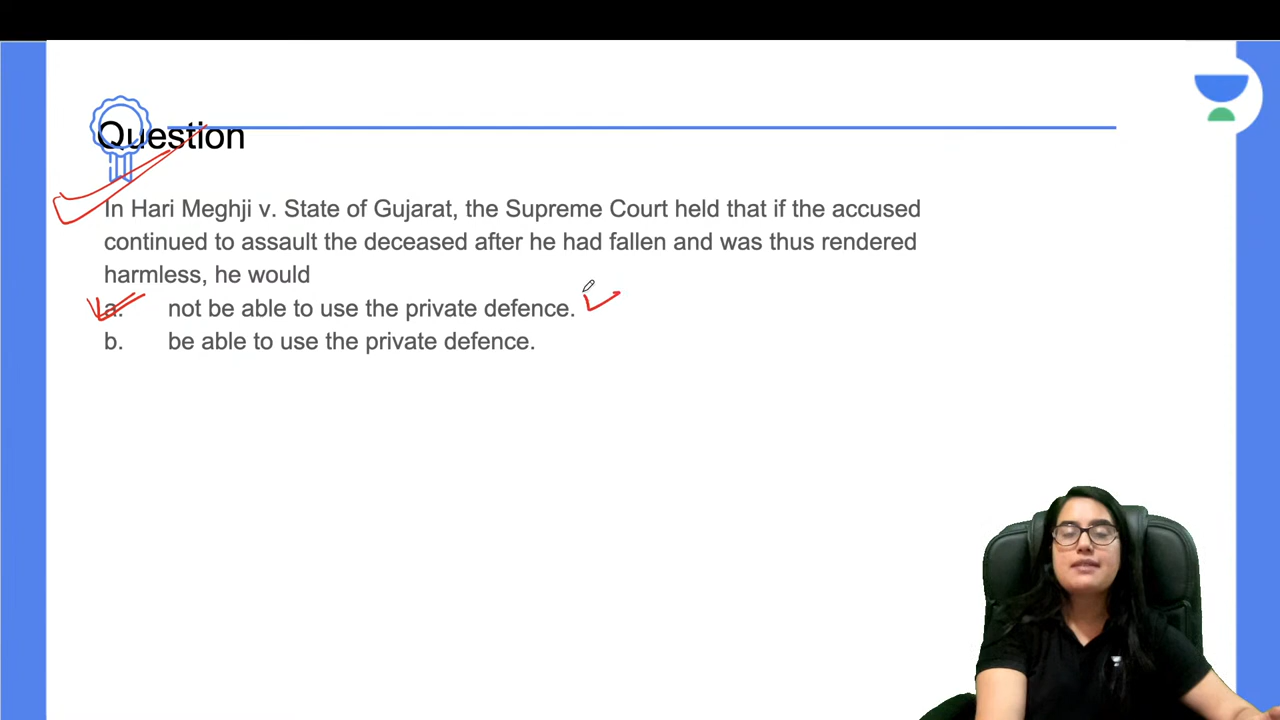 Question
In Hari Meghji v. State of Gujarat, the Supreme Court held that if the accused
continued to assault the deceased after he had fallen and was thus rendered
harmless, he would
a. not be able to use the private defence.
b. be able to use the private defence.